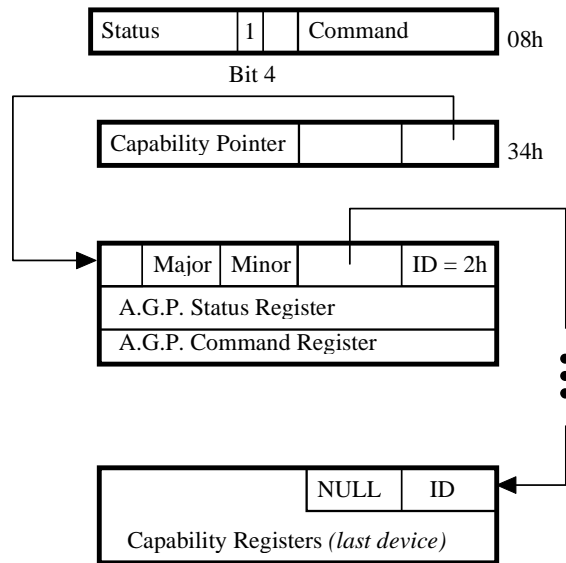 Status 1 Command 08h
Bit 4
Capability Pointer 34h
Major Minor ID = 2h
A.G.P. Status Register
A.G.P. Command Register
NULL ID
Capability Registers (last device)